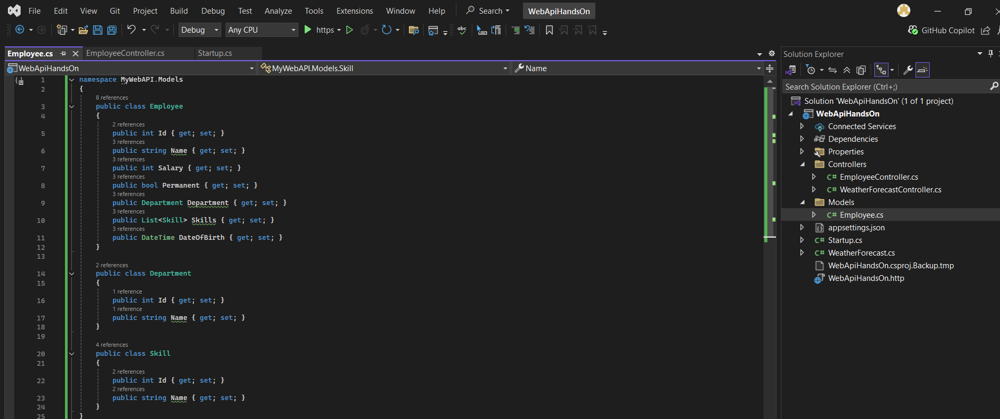 File Edit View Git Project Build Debug Test Analyze Tools Extensions Window Help Search WebApiHandsOn
Debug Any CPU https abc GitHub Copilot
Employee.cs EmployeeController.cs Startup.cs
WebApiHandsOn MyWebAPI.Models.Skill Name
1 namespace MyWebAPI.Models
2 {
8 references
3 public class Employee
4 {
2 references
5 public int Id { get; set; }
3 references
6 public string Name { get; set; }
3 references
7 public int Salary { get; set; }
3 references
8 public bool Permanent { get; set; }
3 references
9 public Department Department { get; set; }
3 references
10 public List<Skill> Skills { get; set; }
3 references
11 public DateTime DateOfBirth { get; set; }
12 }
13
2 references
14 public class Department
15 {
1 reference
16 public int Id { get; set; }
1 reference
17 public string Name { get; set; }
18 }
19
4 references
20 public class Skill
21 {
2 references
22 public int Id { get; set; }
2 references
23 public string Name { get; set; }
24 }
25 }
Solution Explorer
Search Solution Explorer (Ctrl+;)
Solution 'WebApiHandsOn' (1 of 1 project)
WebApiHandsOn
Connected Services
Dependencies
Properties
Controllers
C# EmployeeController.cs
C# WeatherForecastController.cs
Models
C# Employee.cs
appsettings.json
C# Startup.cs
C# WeatherForecast.cs
WebApiHandsOn.csproj.Backup.tmp
WebApiHandsOn.http